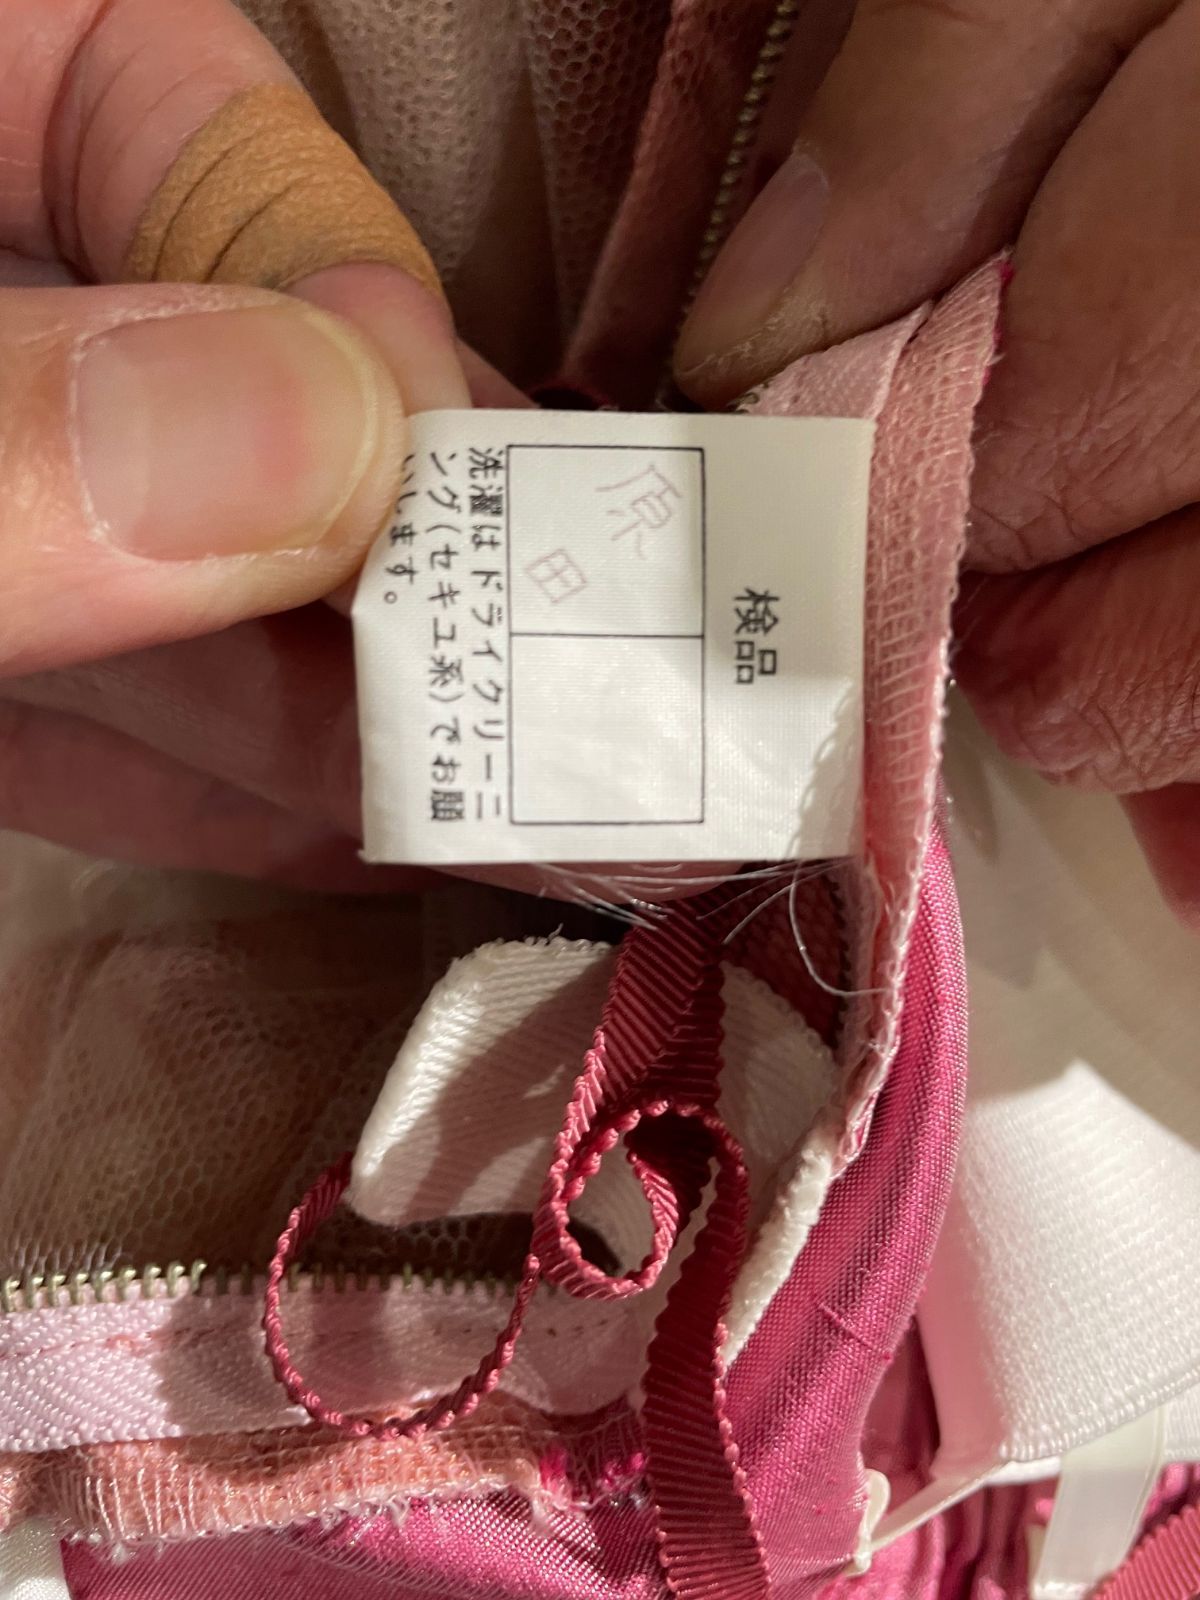 検品
原田
洗濯はドライクリーニ
ング(セキユ系)でお願
いします。